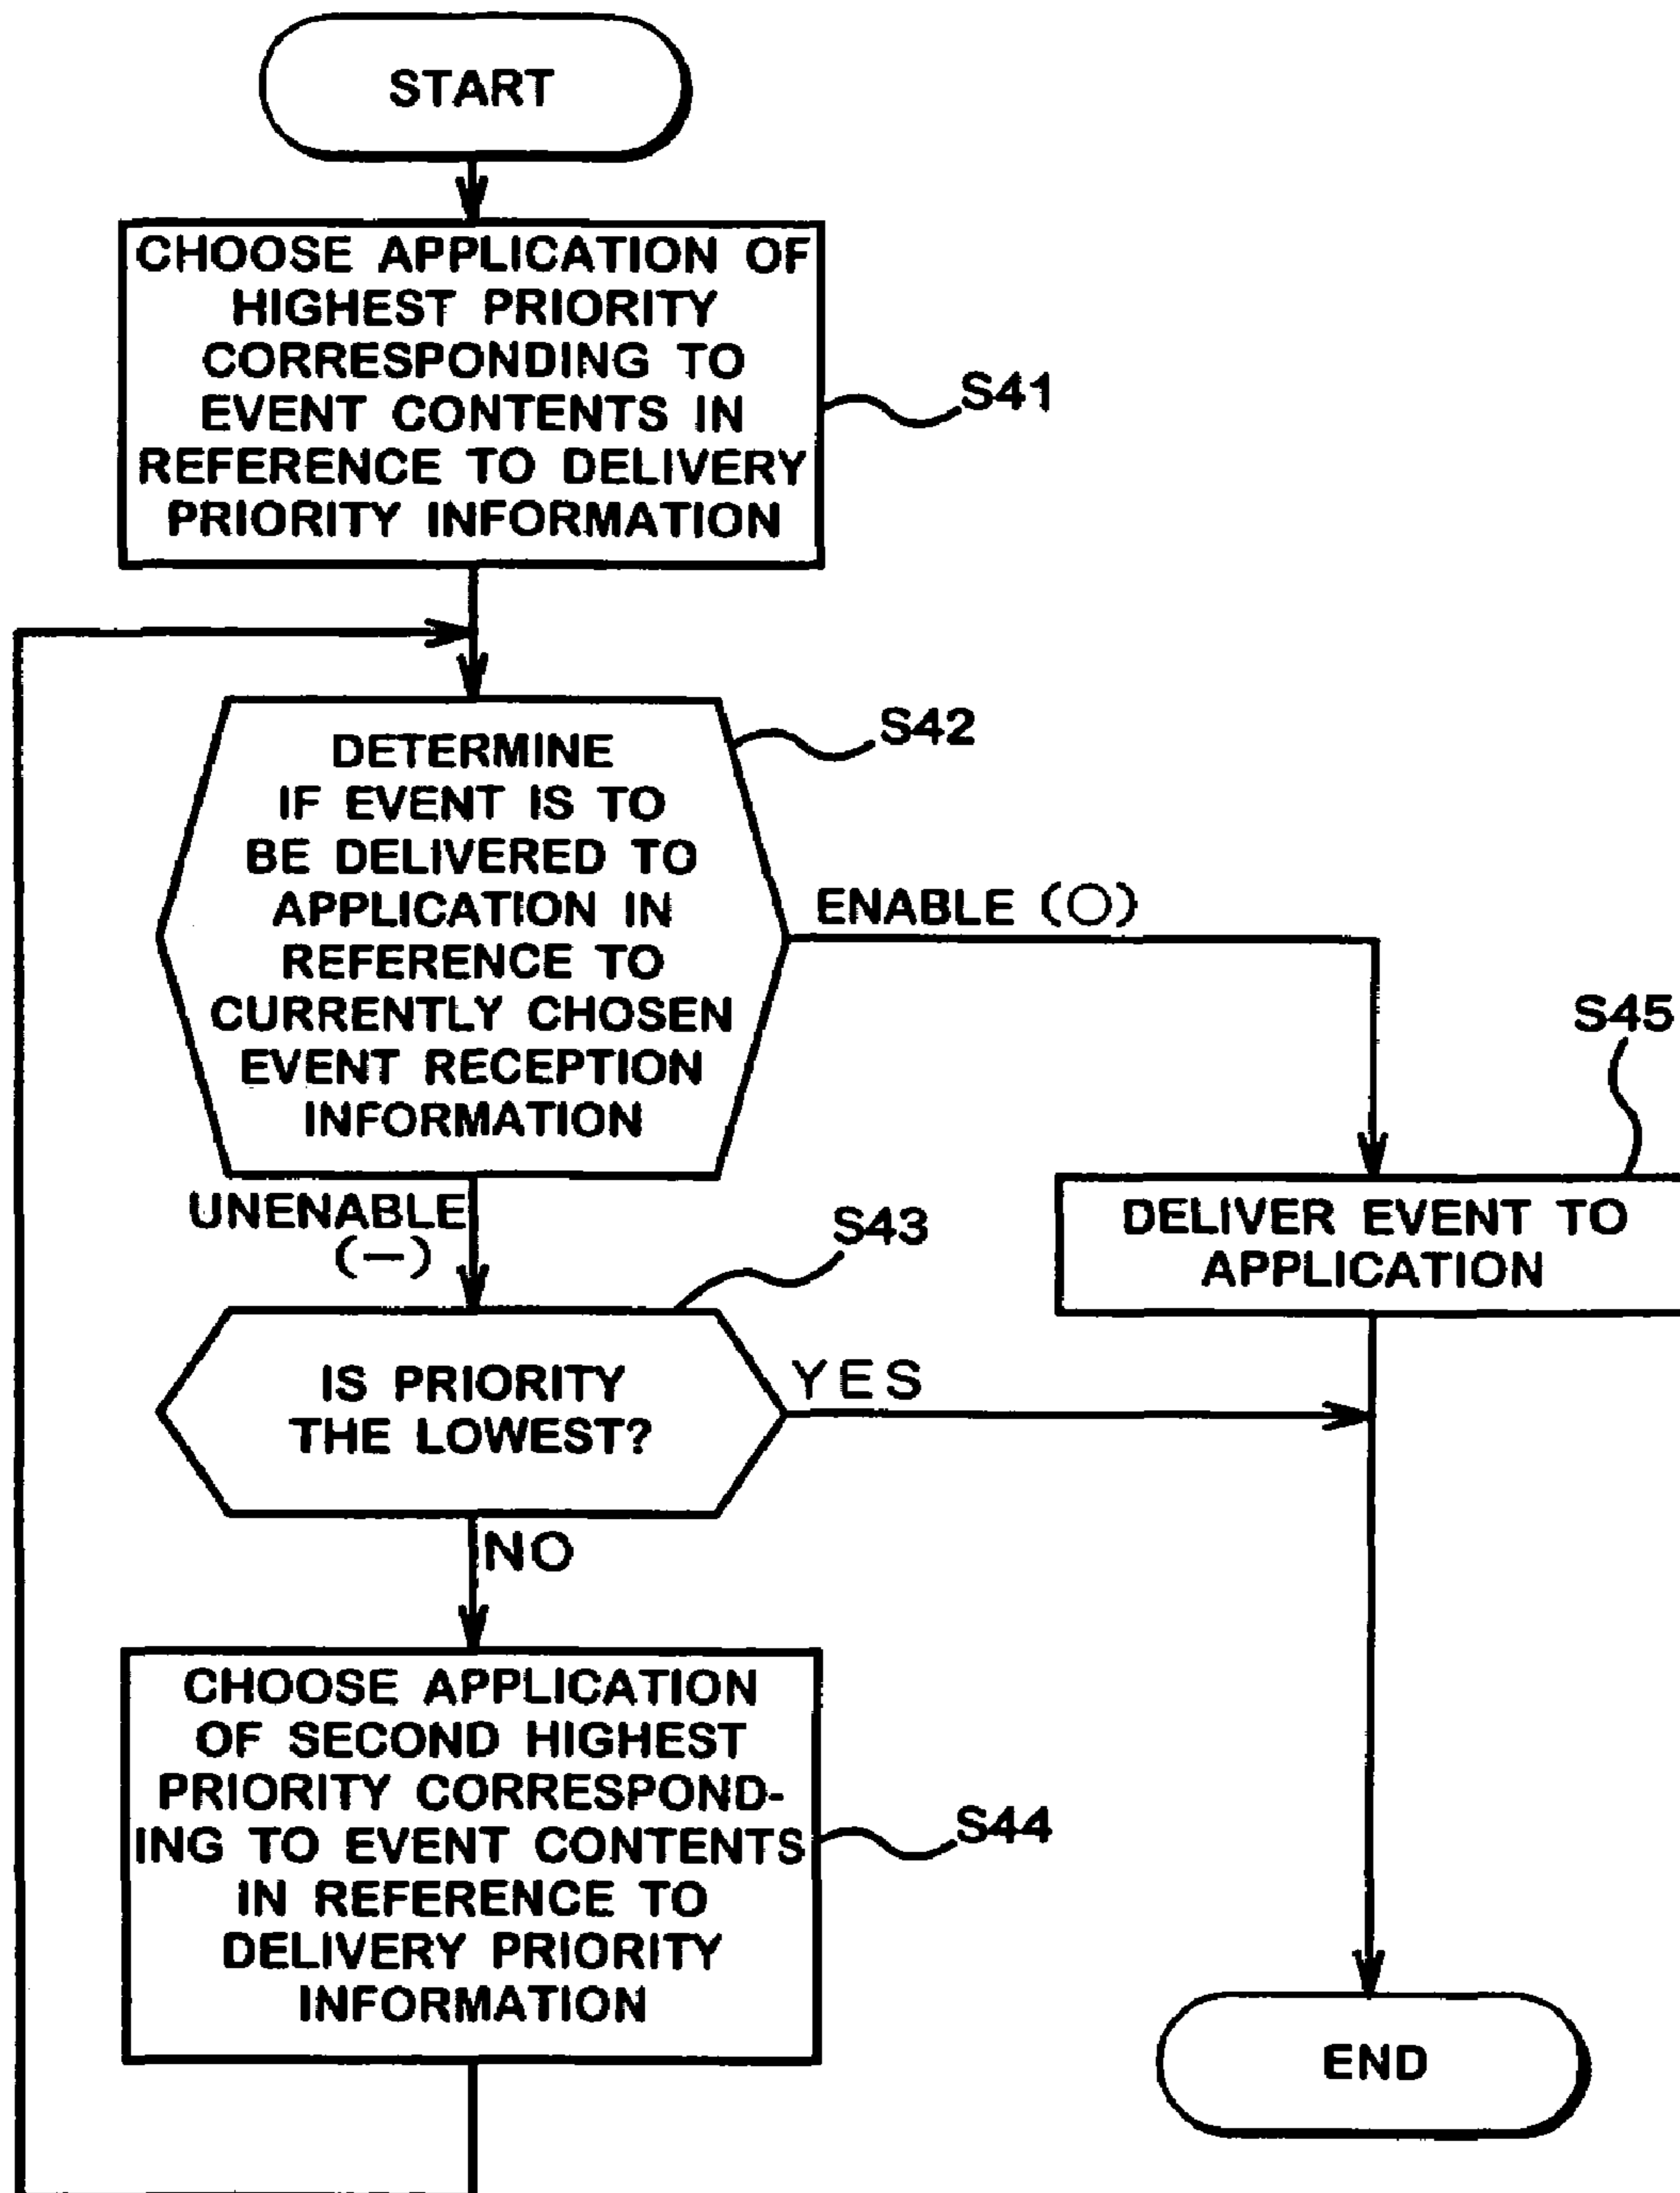 START
CHOOSE APPLICATION OF
HIGHEST PRIORITY
CORRESPONDING TO
EVENT CONTENTS IN
REFERENCE TO DELIVERY
PRIORITY INFORMATION
S41
DETERMINE
IF EVENT IS TO
BE DELIVERED TO
APPLICATION IN
REFERENCE TO
CURRENTLY CHOSEN
EVENT RECEPTION
INFORMATION
S42
ENABLE (○)
UNENABLE
(—)
S45
DELIVER EVENT TO
APPLICATION
S43
IS PRIORITY
THE LOWEST?
YES
NO
CHOOSE APPLICATION
OF SECOND HIGHEST
PRIORITY CORRESPOND-
ING TO EVENT CONTENTS
IN REFERENCE TO
DELIVERY PRIORITY
INFORMATION
S44
END